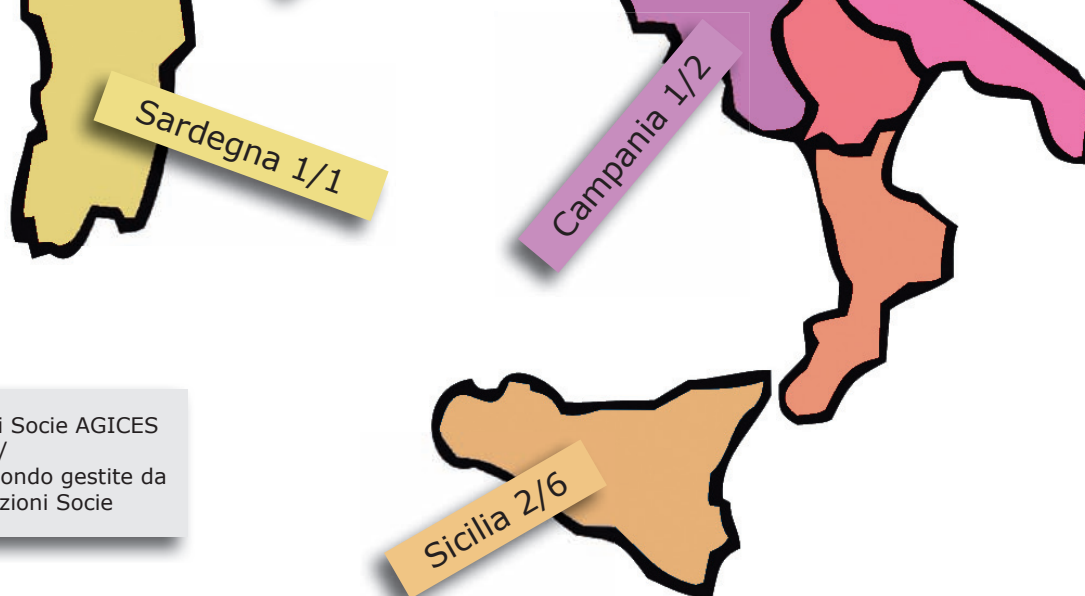 Sardegna 1/1
Campania 1/2
i Socie AGICES
/
ondo gestite da
zioni Socie
Sicilia 2/6